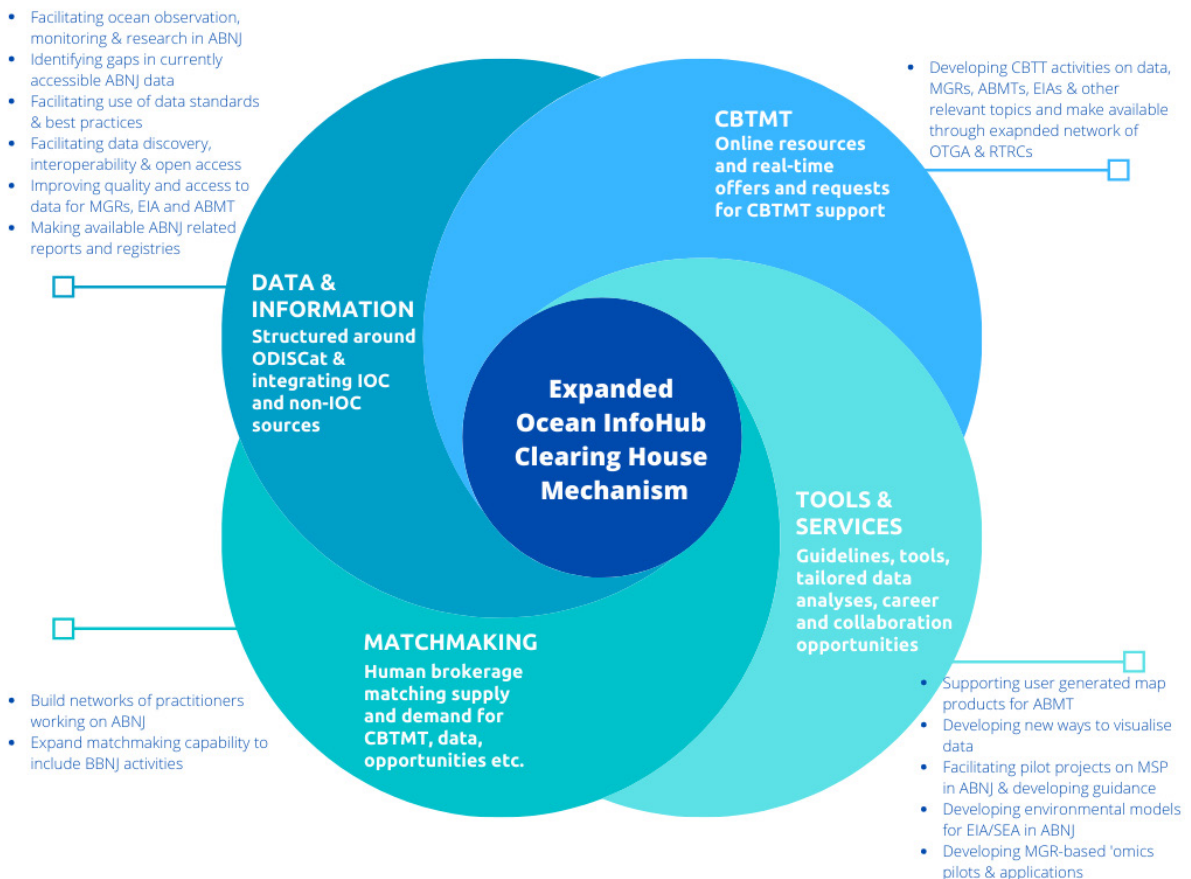 • Facilitating ocean observation,
monitoring & research in ABNJ
• Identifying gaps in currently
accessible ABNJ data
• Facilitating use of data standards
& best practices
• Facilitating data discovery,
interoperability & open access
• Improving quality and access to
data for MGRs, EIA and ABMT
• Making available ABNJ related
reports and registries
• Developing CBTT activities on data,
MGRs, ABMTs, EIAs & other
relevant topics and make available
through exapnded network of
OTGA & RTRCs
CBTMT
Online resources
and real-time
offers and requests
for CBTMT support
DATA &
INFORMATION
Structured around
ODISCat &
integrating IOC
and non-IOC
sources
Expanded
Ocean InfoHub
Clearing House
Mechanism
TOOLS &
SERVICES
Guidelines, tools,
tailored data
analyses, career
and collaboration
opportunities
MATCHMAKING
Human brokerage
matching supply
and demand for
CBTMT, data,
opportunities etc.
• Build networks of practitioners
working on ABNJ
• Expand matchmaking capability to
include BBNJ activities
• Supporting user generated map
products for ABMT
• Developing new ways to visualise
data
• Facilitating pilot projects on MSP
in ABNJ & developing guidance
• Developing environmental models
for EIA/SEA in ABNJ
• Developing MGR-based 'omics
pilots & applications